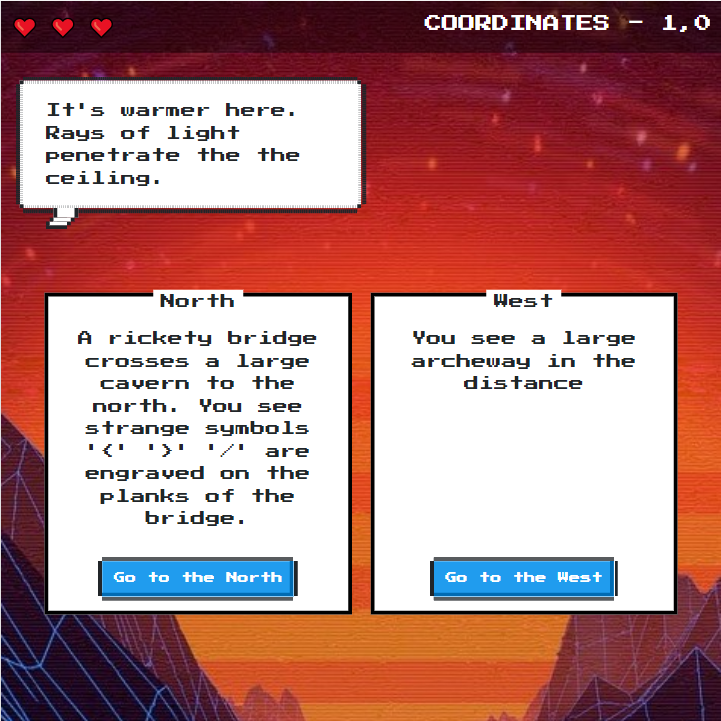 COORDINATES - 1,0
It's warmer here.
Rays of light
penetrate the the
ceiling.
North
A rickety bridge
crosses a large
cavern to the
north. You see
strange symbols
'<' '>' '/' are
engraved on the
planks of the
bridge.
Go to the North
West
You see a large
archeway in the
distance
Go to the West